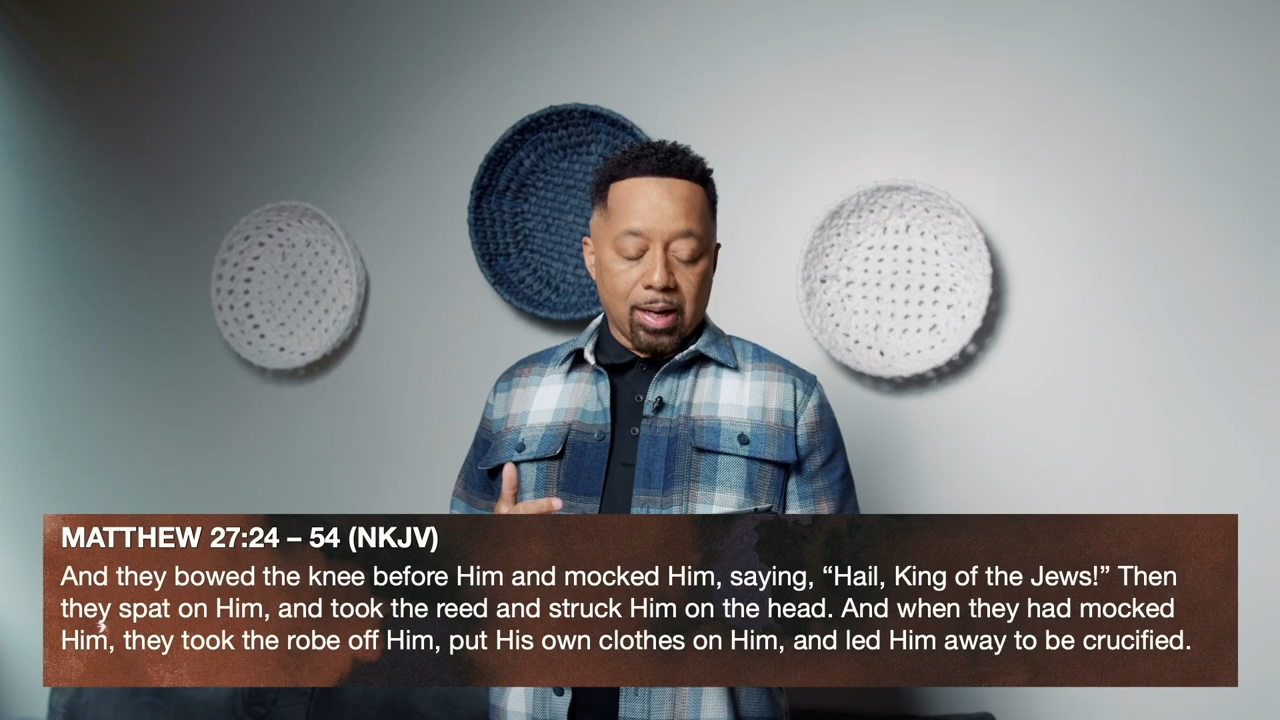 MATTHEW 27:24 – 54 (NKJV)
And they bowed the knee before Him and mocked Him, saying, “Hail, King of the Jews!” Then
they spat on Him, and took the reed and struck Him on the head. And when they had mocked
Him, they took the robe off Him, put His own clothes on Him, and led Him away to be crucified.